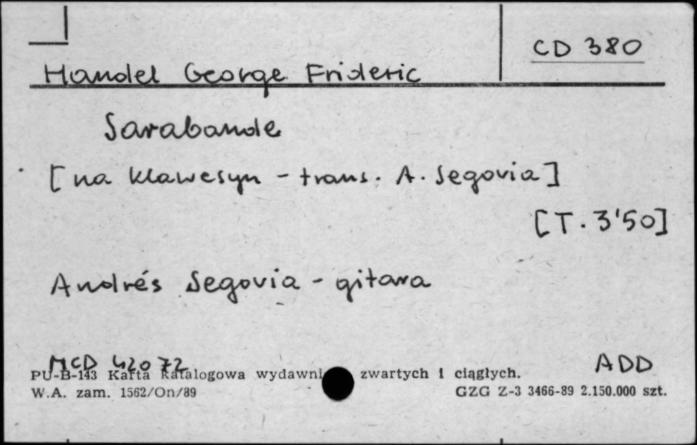 CD 380
Handel George Frideric
Sarabande
[na klawesyn - trans. A. Segovia]
[T. 3'50]
Andrés Segovia - gitara
MCD 42072
ADD
PU-B-143 Karta katalogowa wydawni zwartych i ciągłych.
W.A. zam. 1562/On/89 GZG Z-3 3466-89 2.150.000 szt.